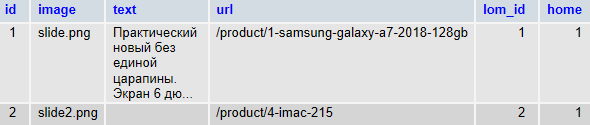 id image text url lom_id home
1 slide.png Практический /product/1-samsung-galaxy-a7-2018-128gb 1 1
новый без
единой
царапины.
Экран 6 дю...
2 slide2.png /product/4-imac-215 2 1